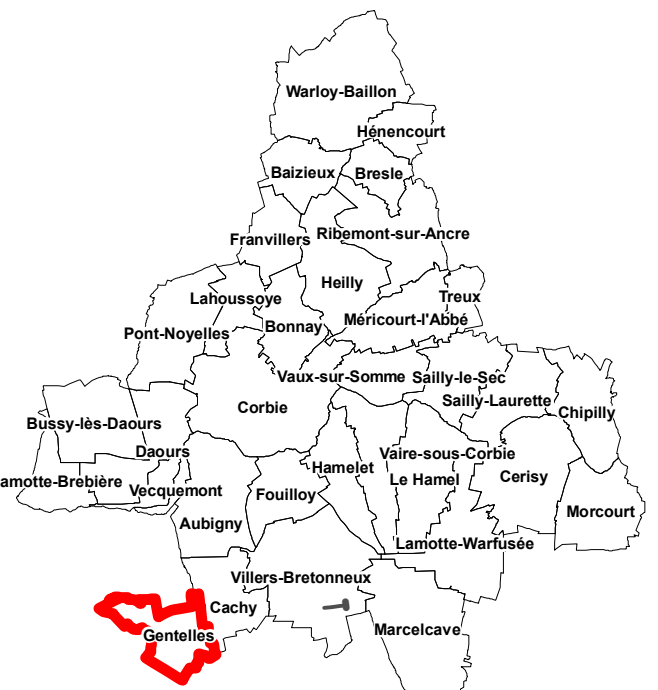 Warloy-Baillon
Hénencourt
Baizieux
Bresle
Franvillers
Ribemont-sur-Ancre
Heilly
Lahoussoye
Treux
Bonnay
Méricourt-l'Abbé
Pont-Noyelles
Vaux-sur-Somme
Sailly-le-Sec
Sailly-Laurette
Corbie
Chipilly
Bussy-lès-Daours
Daours
Vaire-sous-Corbie
Hamelet
Le Hamel
Cerisy
amotte-Brebière
Vecquemont
Fouilloy
Morcourt
Aubigny
Lamotte-Warfusée
Villers-Bretonneux
Cachy
Marcelcave
Gentelles